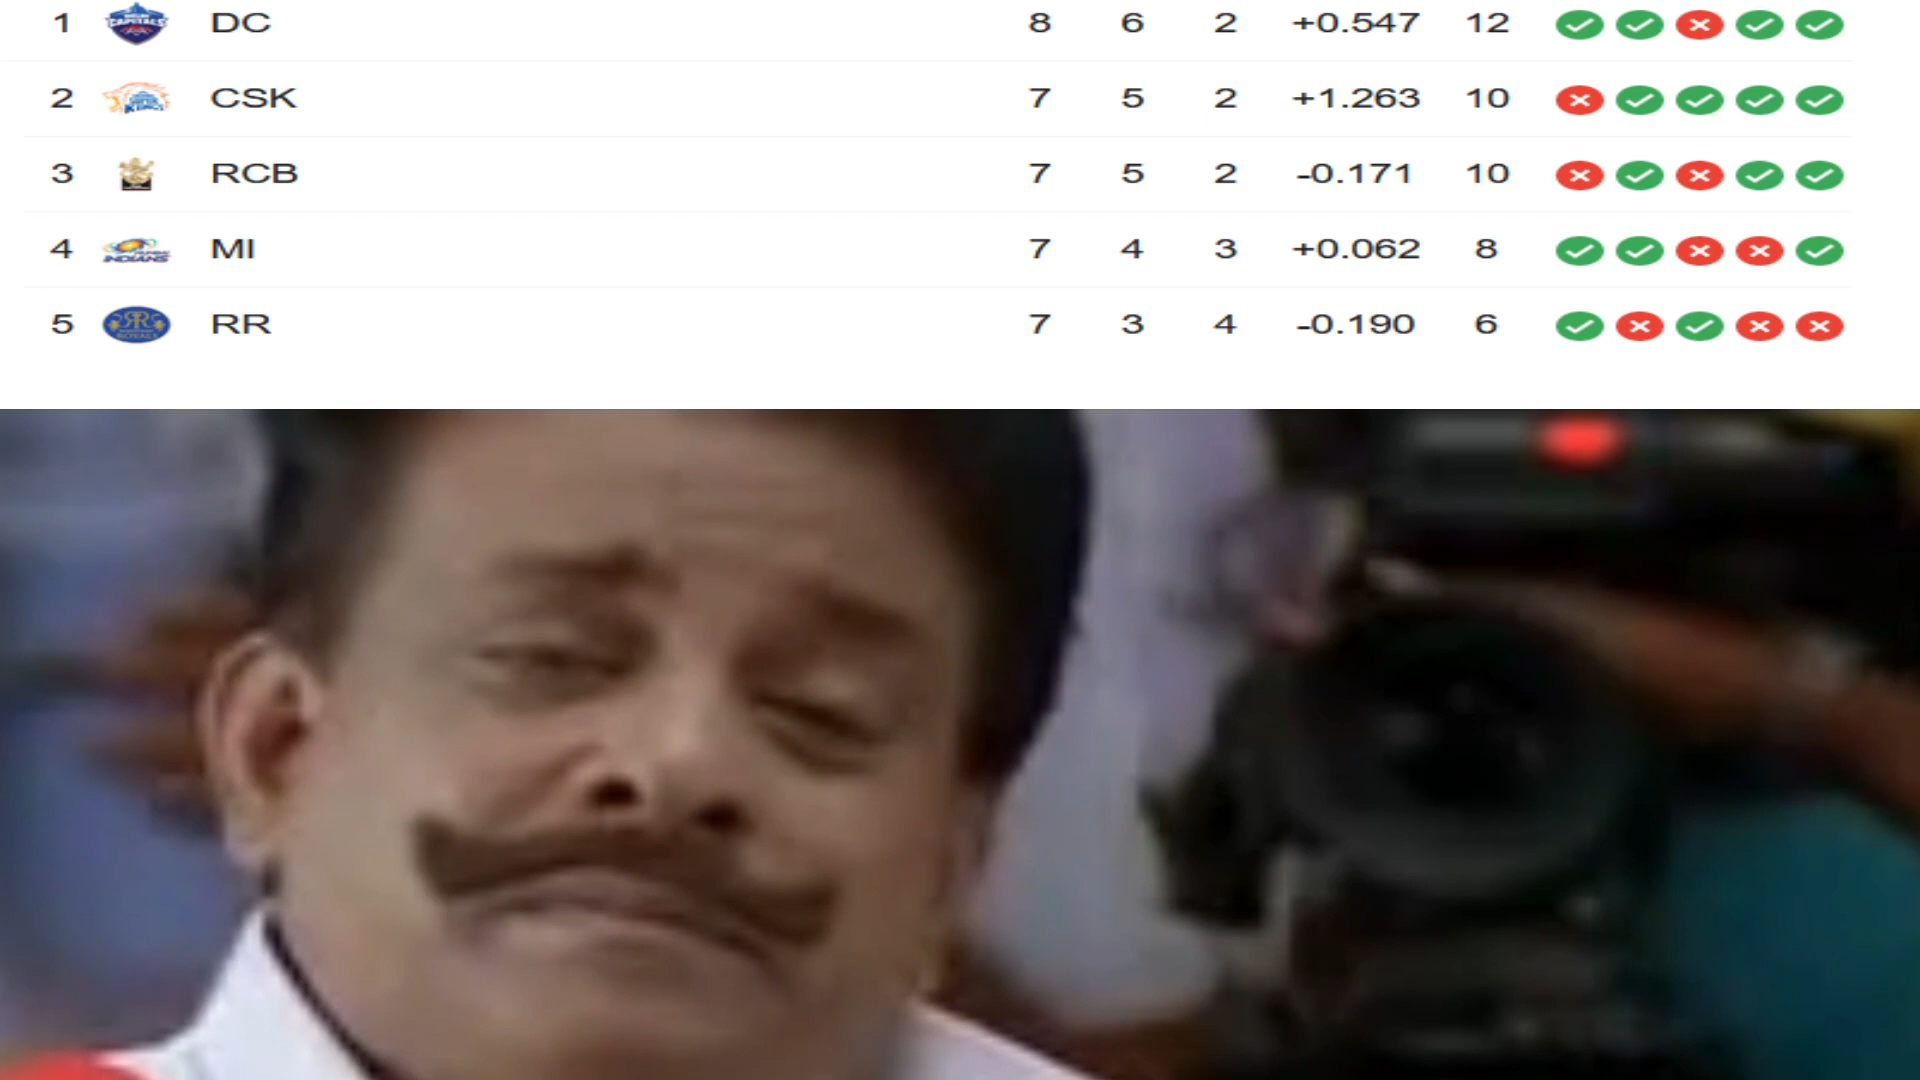 1 CAPITALS DC 8 6 2 +0.547 12
2 CSK 7 5 2 +1.263 10
3 RCB 7 5 2 -0.171 10
4 INDIANS MI 7 4 3 +0.062 8
5 RR 7 3 4 -0.190 6